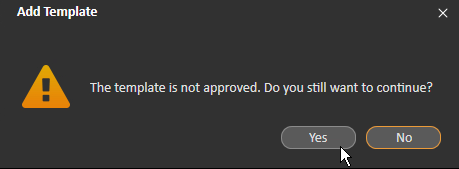 Add Template
The template is not approved. Do you still want to continue?
Yes
No